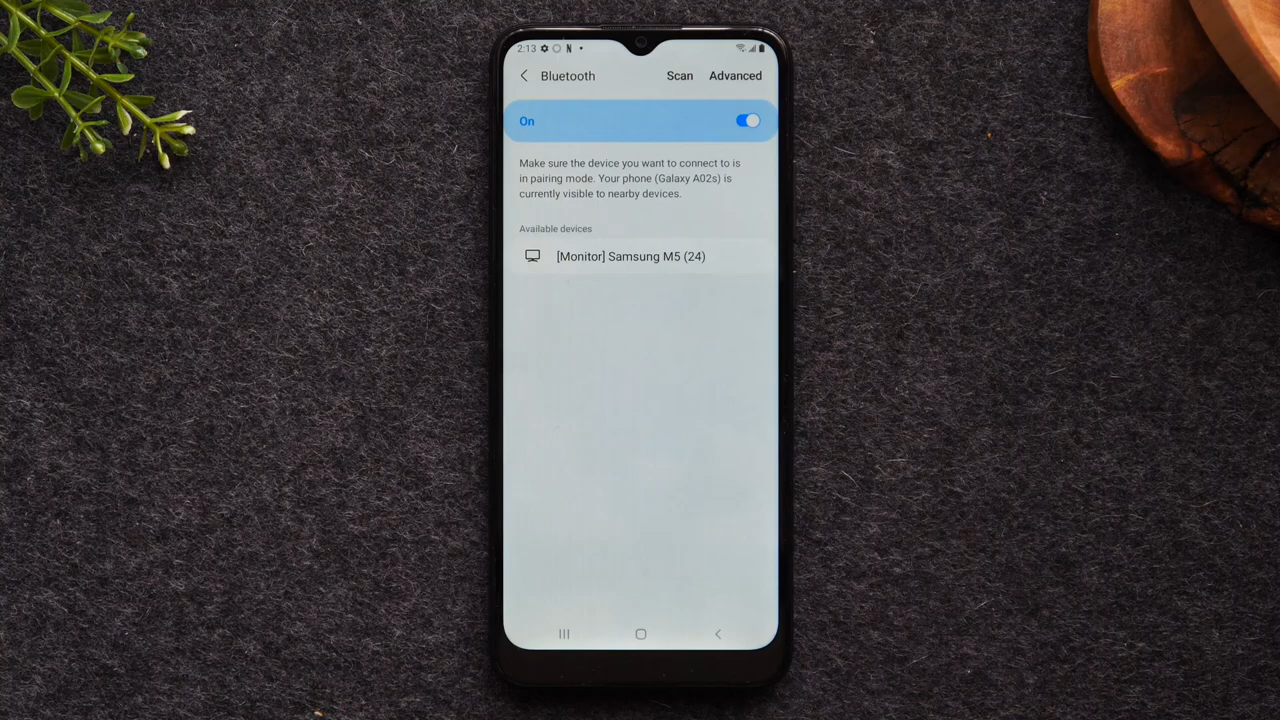 2:13 N
Bluetooth Scan Advanced
On
Make sure the device you want to connect to is
in pairing mode. Your phone (Galaxy A02s) is
currently visible to nearby devices.
Available devices
[Monitor] Samsung M5 (24)